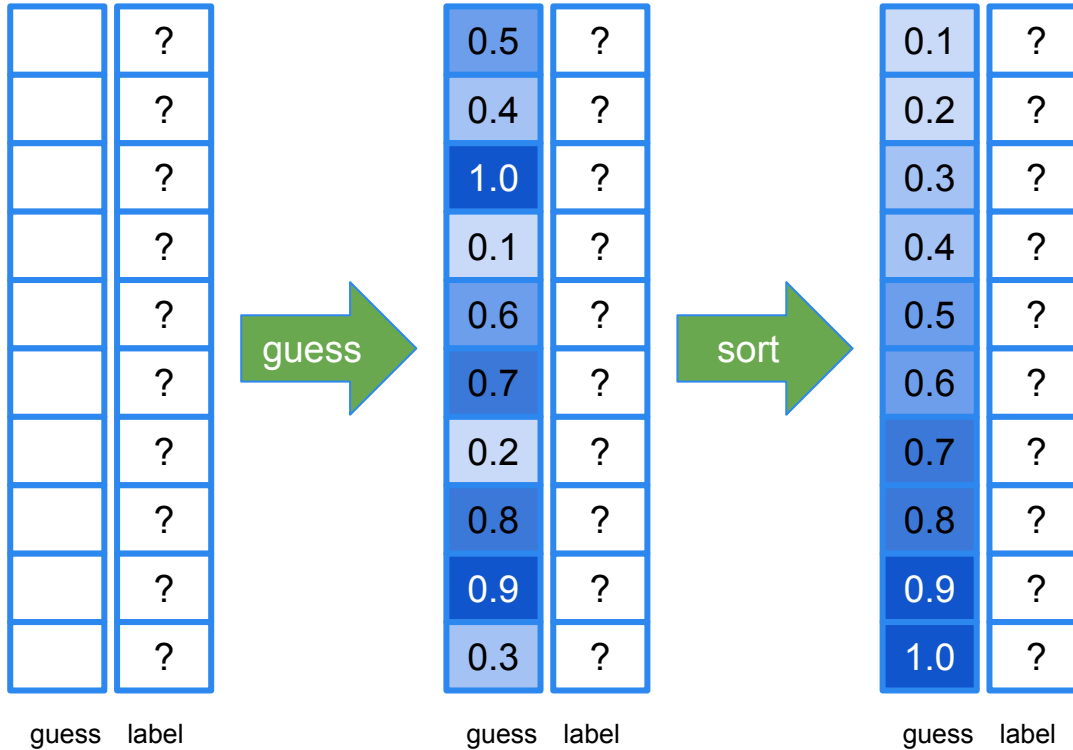 ? 0.5 ? 0.1 ?
? 0.4 ? 0.2 ?
? 1.0 ? 0.3 ?
? 0.1 ? 0.4 ?
? 0.6 ? 0.5 ?
guess sort
? 0.7 ? 0.6 ?
? 0.2 ? 0.7 ?
? 0.8 ? 0.8 ?
? 0.9 ? 0.9 ?
? 0.3 ? 1.0 ?
guess label guess label guess label